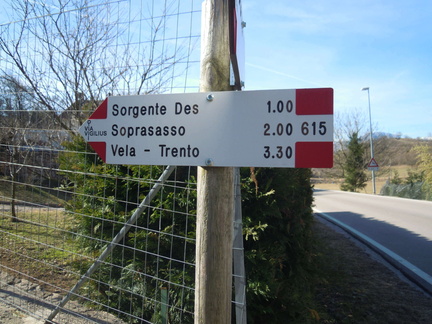 VIA
VIGILIUS
Sorgente Des 1.00
Soprasasso 2.00 615
Vela - Trento 3.30